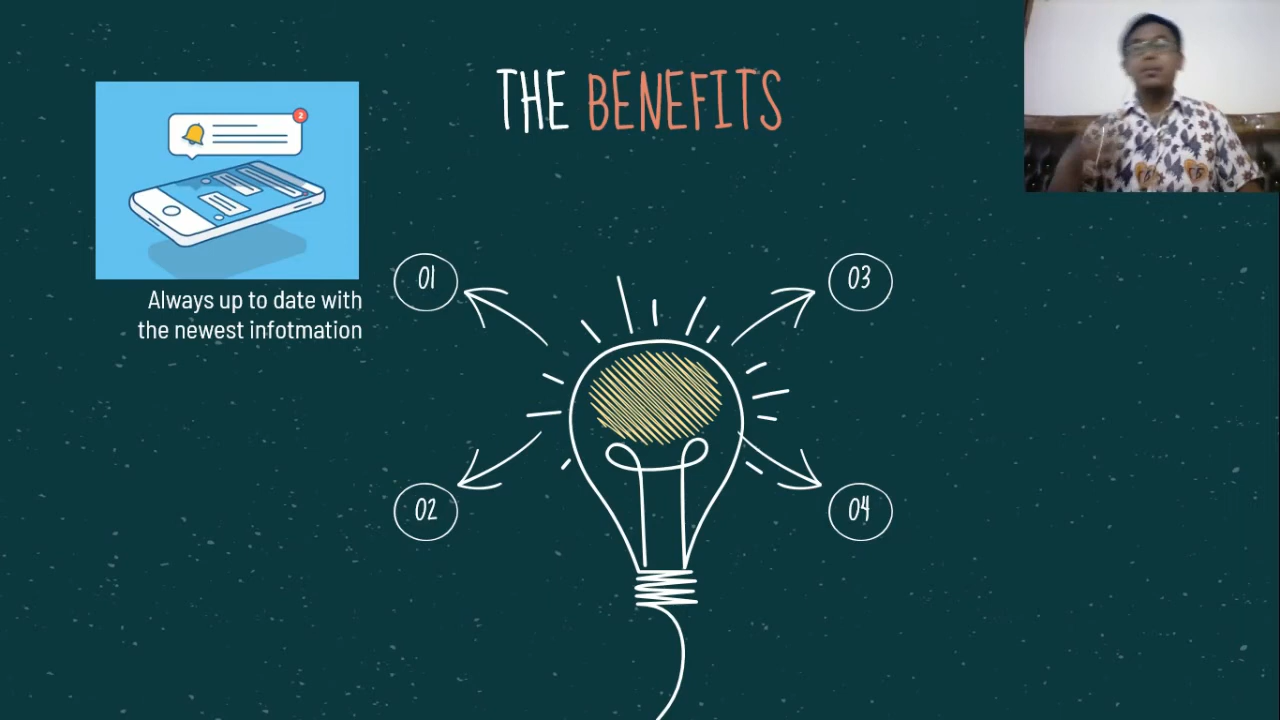 THE BENEFITS
2
Always up to date with
the newest infotmation
01
02
03
04